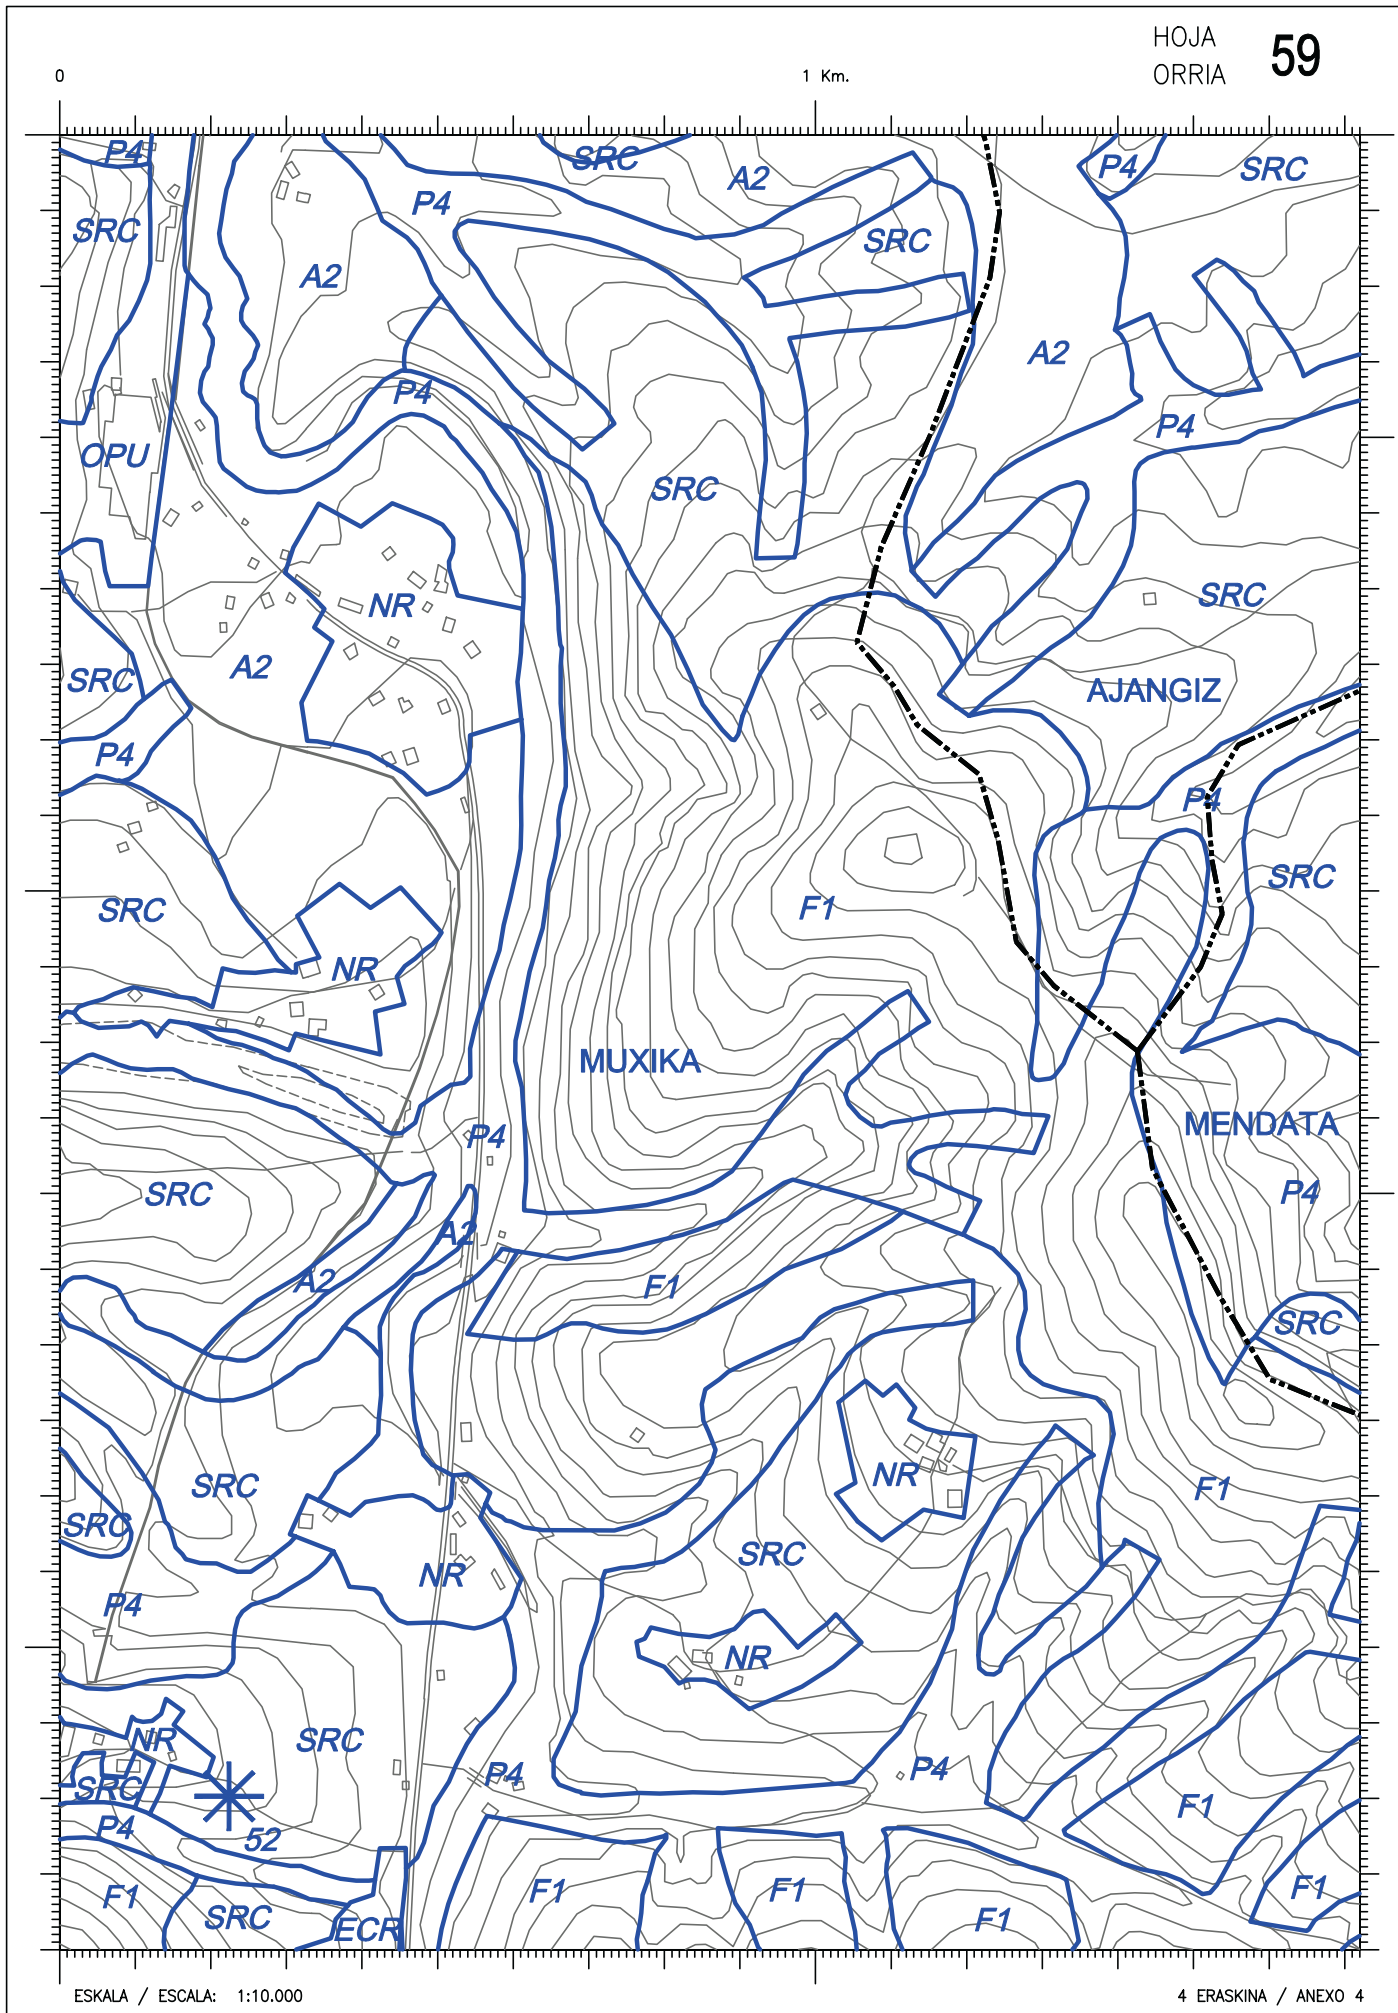 HOJA
ORRIA 59
0 1 Km.
P4 SRC A2 P4 SRC
P4
SRC SRC
A2
A2
P4
P4
OPU
SRC
NR SRC
A2
SRC AJANGIZ
P4
P4
SRC
SRC F1
NR
MUXIKA
MENDATA
P4
SRC P4
A2
A2 F1
SRC
NR
SRC F1
SRC
SRC
NR
P4
NR
NR SRC
P4 P4
SRC
F1
P4 52
F1 F1 F1 F1
SRC F1
ECR
ESKALA / ESCALA: 1:10.000 4 ERASKINA / ANEXO 4